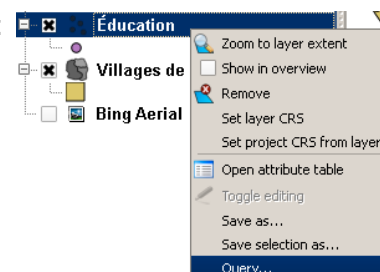 Éducation
Villages de
Bing Aerial
Zoom to layer extent
Show in overview
Remove
Set layer CRS
Set project CRS from layer
Open attribute table
Toggle editing
Save as...
Save selection as...
Query...